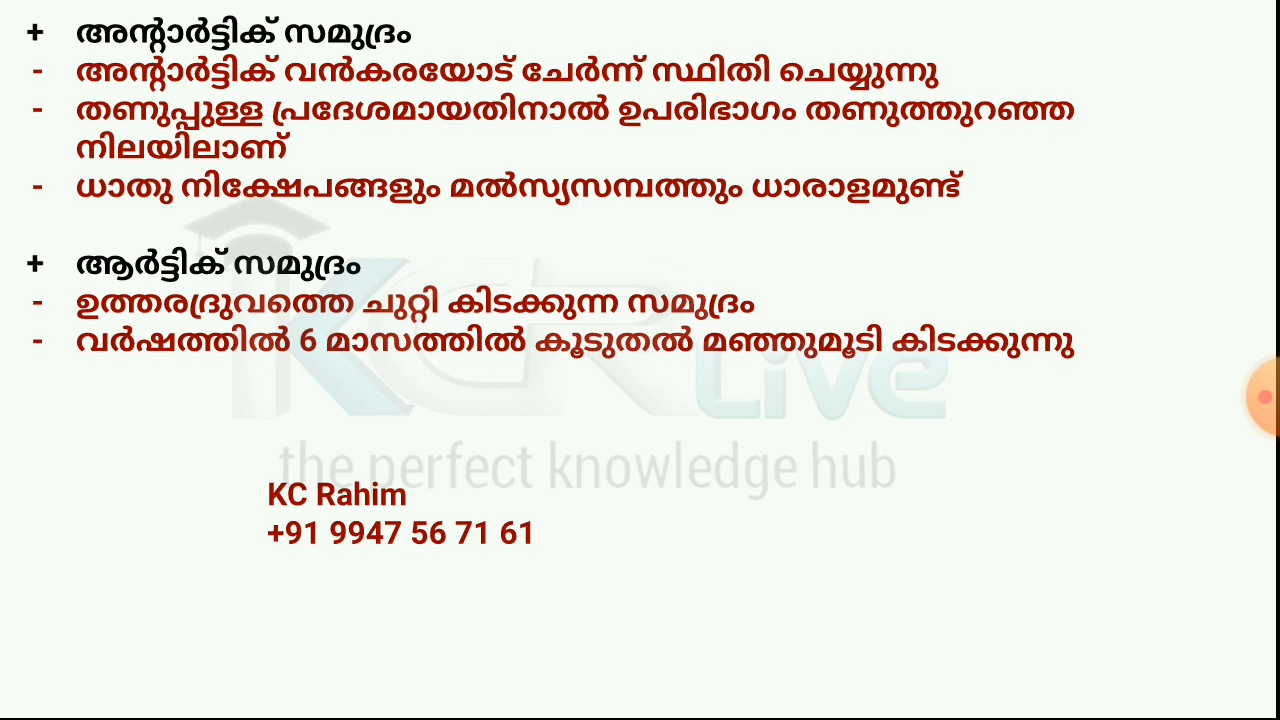 + അന്റാർട്ടിക് സമുദ്രം
- അന്റാർട്ടിക് വൻകരയോട് ചേർന്ന് സ്ഥിതി ചെയ്യുന്നു
- തണുപ്പുള്ള പ്രദേശമായതിനാൽ ഉപരിഭാഗം തണുത്തുറഞ്ഞ
നിലയിലാണ്
- ധാതു നിക്ഷേപങ്ങളും മൽസ്യസമ്പത്തും ധാരാളമുണ്ട്
+ ആർട്ടിക് സമുദ്രം
- ഉത്തരദ്രുവത്തെ ചുറ്റി കിടക്കുന്ന സമുദ്രം
- വർഷത്തിൽ 6 മാസത്തിൽ കൂടുതൽ മഞ്ഞുമൂടി കിടക്കുന്നു
KCR Live
the perfect knowledge hub
KC Rahim
+91 9947 56 71 61